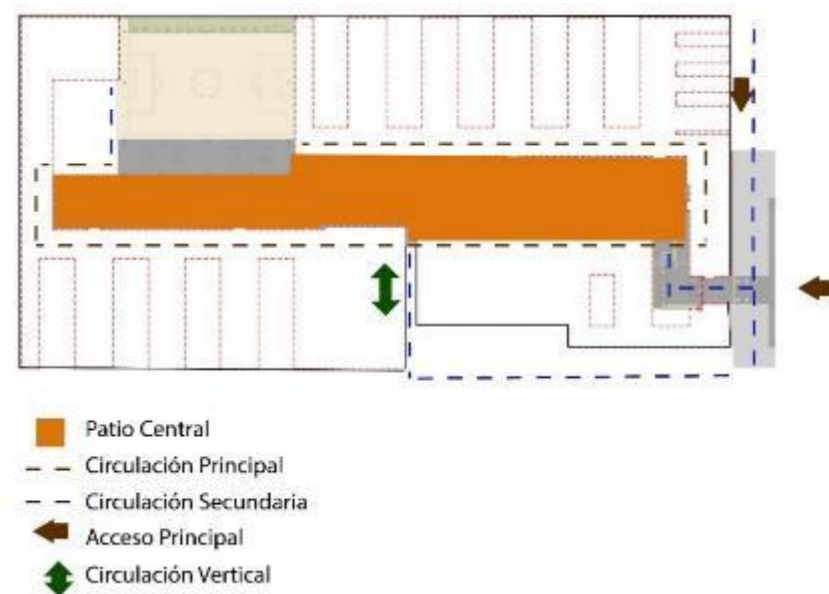 Patio Central
Circulación Principal
Circulación Secundaria
Acceso Principal
Circulación Vertical